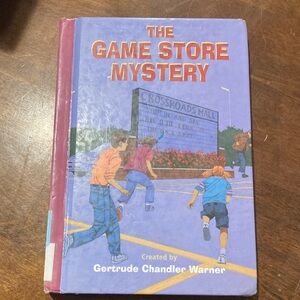 THE
GAME STORE
MYSTERY
CROSSROADS MALL
Created by
Gertrude Chandler Warner